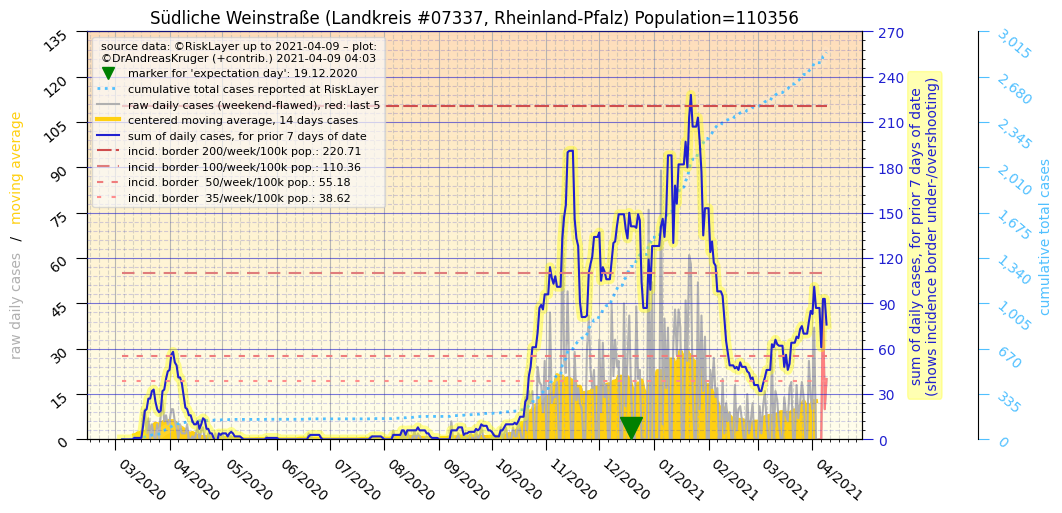 Südliche Weinstraße (Landkreis #07337, Rheinland-Pfalz) Population=110356
source data: ©RiskLayer up to 2021-04-09 – plot:
©DrAndreasKruger (+contrib.) 2021-04-09 04:03
marker for 'expectation day': 19.12.2020
cumulative total cases reported at RiskLayer
raw daily cases (weekend-flawed), red: last 5
centered moving average, 14 days cases
sum of daily cases, for prior 7 days of date
incid. border 200/week/100k pop.: 220.71
incid. border 100/week/100k pop.: 110.36
incid. border  50/week/100k pop.: 55.18
incid. border  35/week/100k pop.: 38.62
raw daily cases / moving average
135
120
105
90
75
60
45
30
15
0
03/2020
04/2020
05/2020
06/2020
07/2020
08/2020
09/2020
10/2020
11/2020
12/2020
01/2021
02/2021
03/2021
04/2021
270
240
210
180
150
120
90
60
30
0
sum of daily cases, for prior 7 days of date
(shows incidence border under-/overshooting)
3,015
2,680
2,345
2,010
1,675
1,340
1,005
670
335
0
cumulative total cases